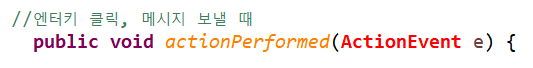 //엔터키 클릭, 메시지 보낼 때
public void actionPerformed(ActionEvent e) {